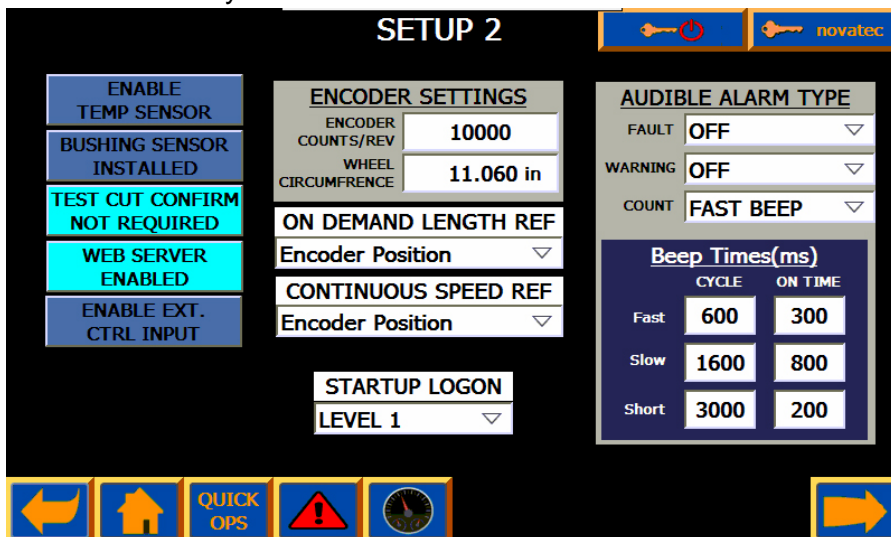 SETUP 2
novatec
ENABLE
TEMP SENSOR
BUSHING SENSOR
INSTALLED
TEST CUT CONFIRM
NOT REQUIRED
WEB SERVER
ENABLED
ENABLE EXT.
CTRL INPUT
ENCODER SETTINGS
ENCODER
COUNTS/REV
10000
WHEEL
CIRCUMFRENCE
11.060 in
ON DEMAND LENGTH REF
Encoder Position
CONTINUOUS SPEED REF
Encoder Position
STARTUP LOGON
LEVEL 1
AUDIBLE ALARM TYPE
FAULT OFF
WARNING OFF
COUNT FAST BEEP
Beep Times(ms)
CYCLE ON TIME
Fast 600 300
Slow 1600 800
Short 3000 200
QUICK
OPS